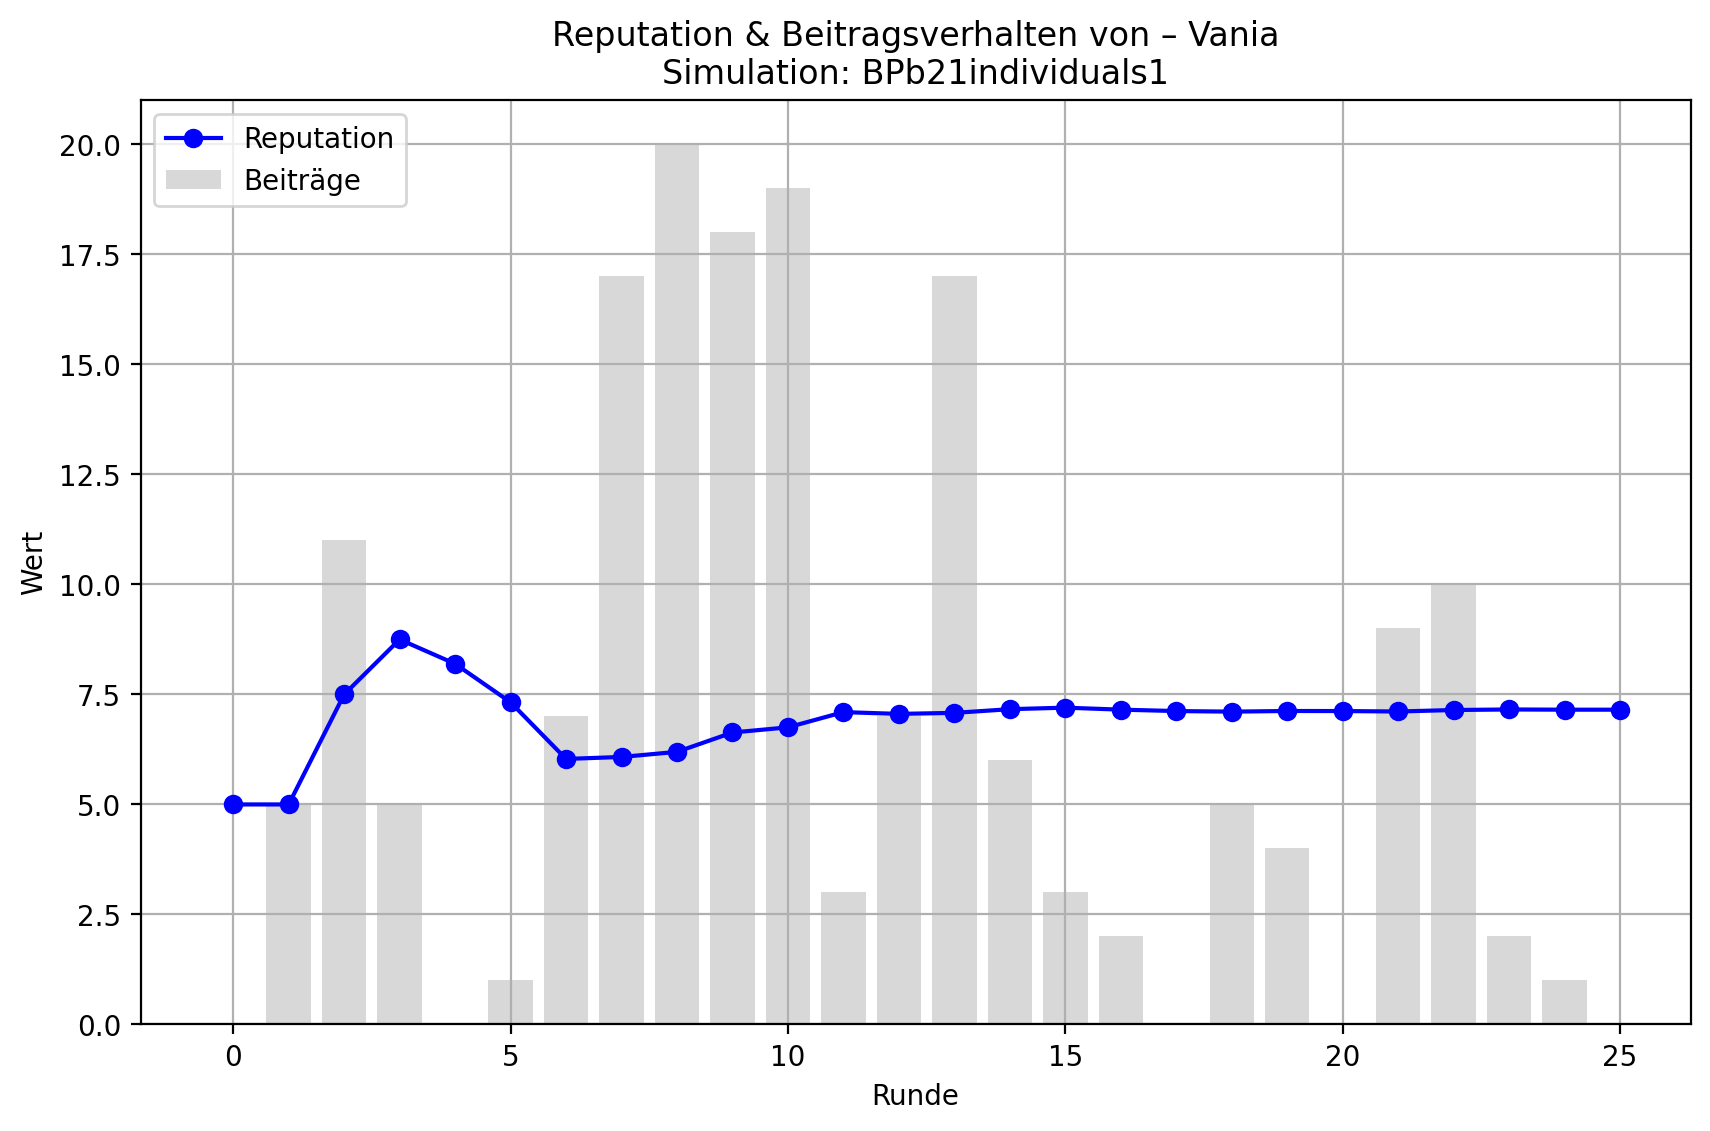 Reputation & Beitragsverhalten von – Vania
Simulation: BPb21individuals1
Reputation
Beiträge
20.0
17.5
15.0
12.5
10.0
7.5
5.0
2.5
0.0
Wert
0 5 10 15 20 25
Runde